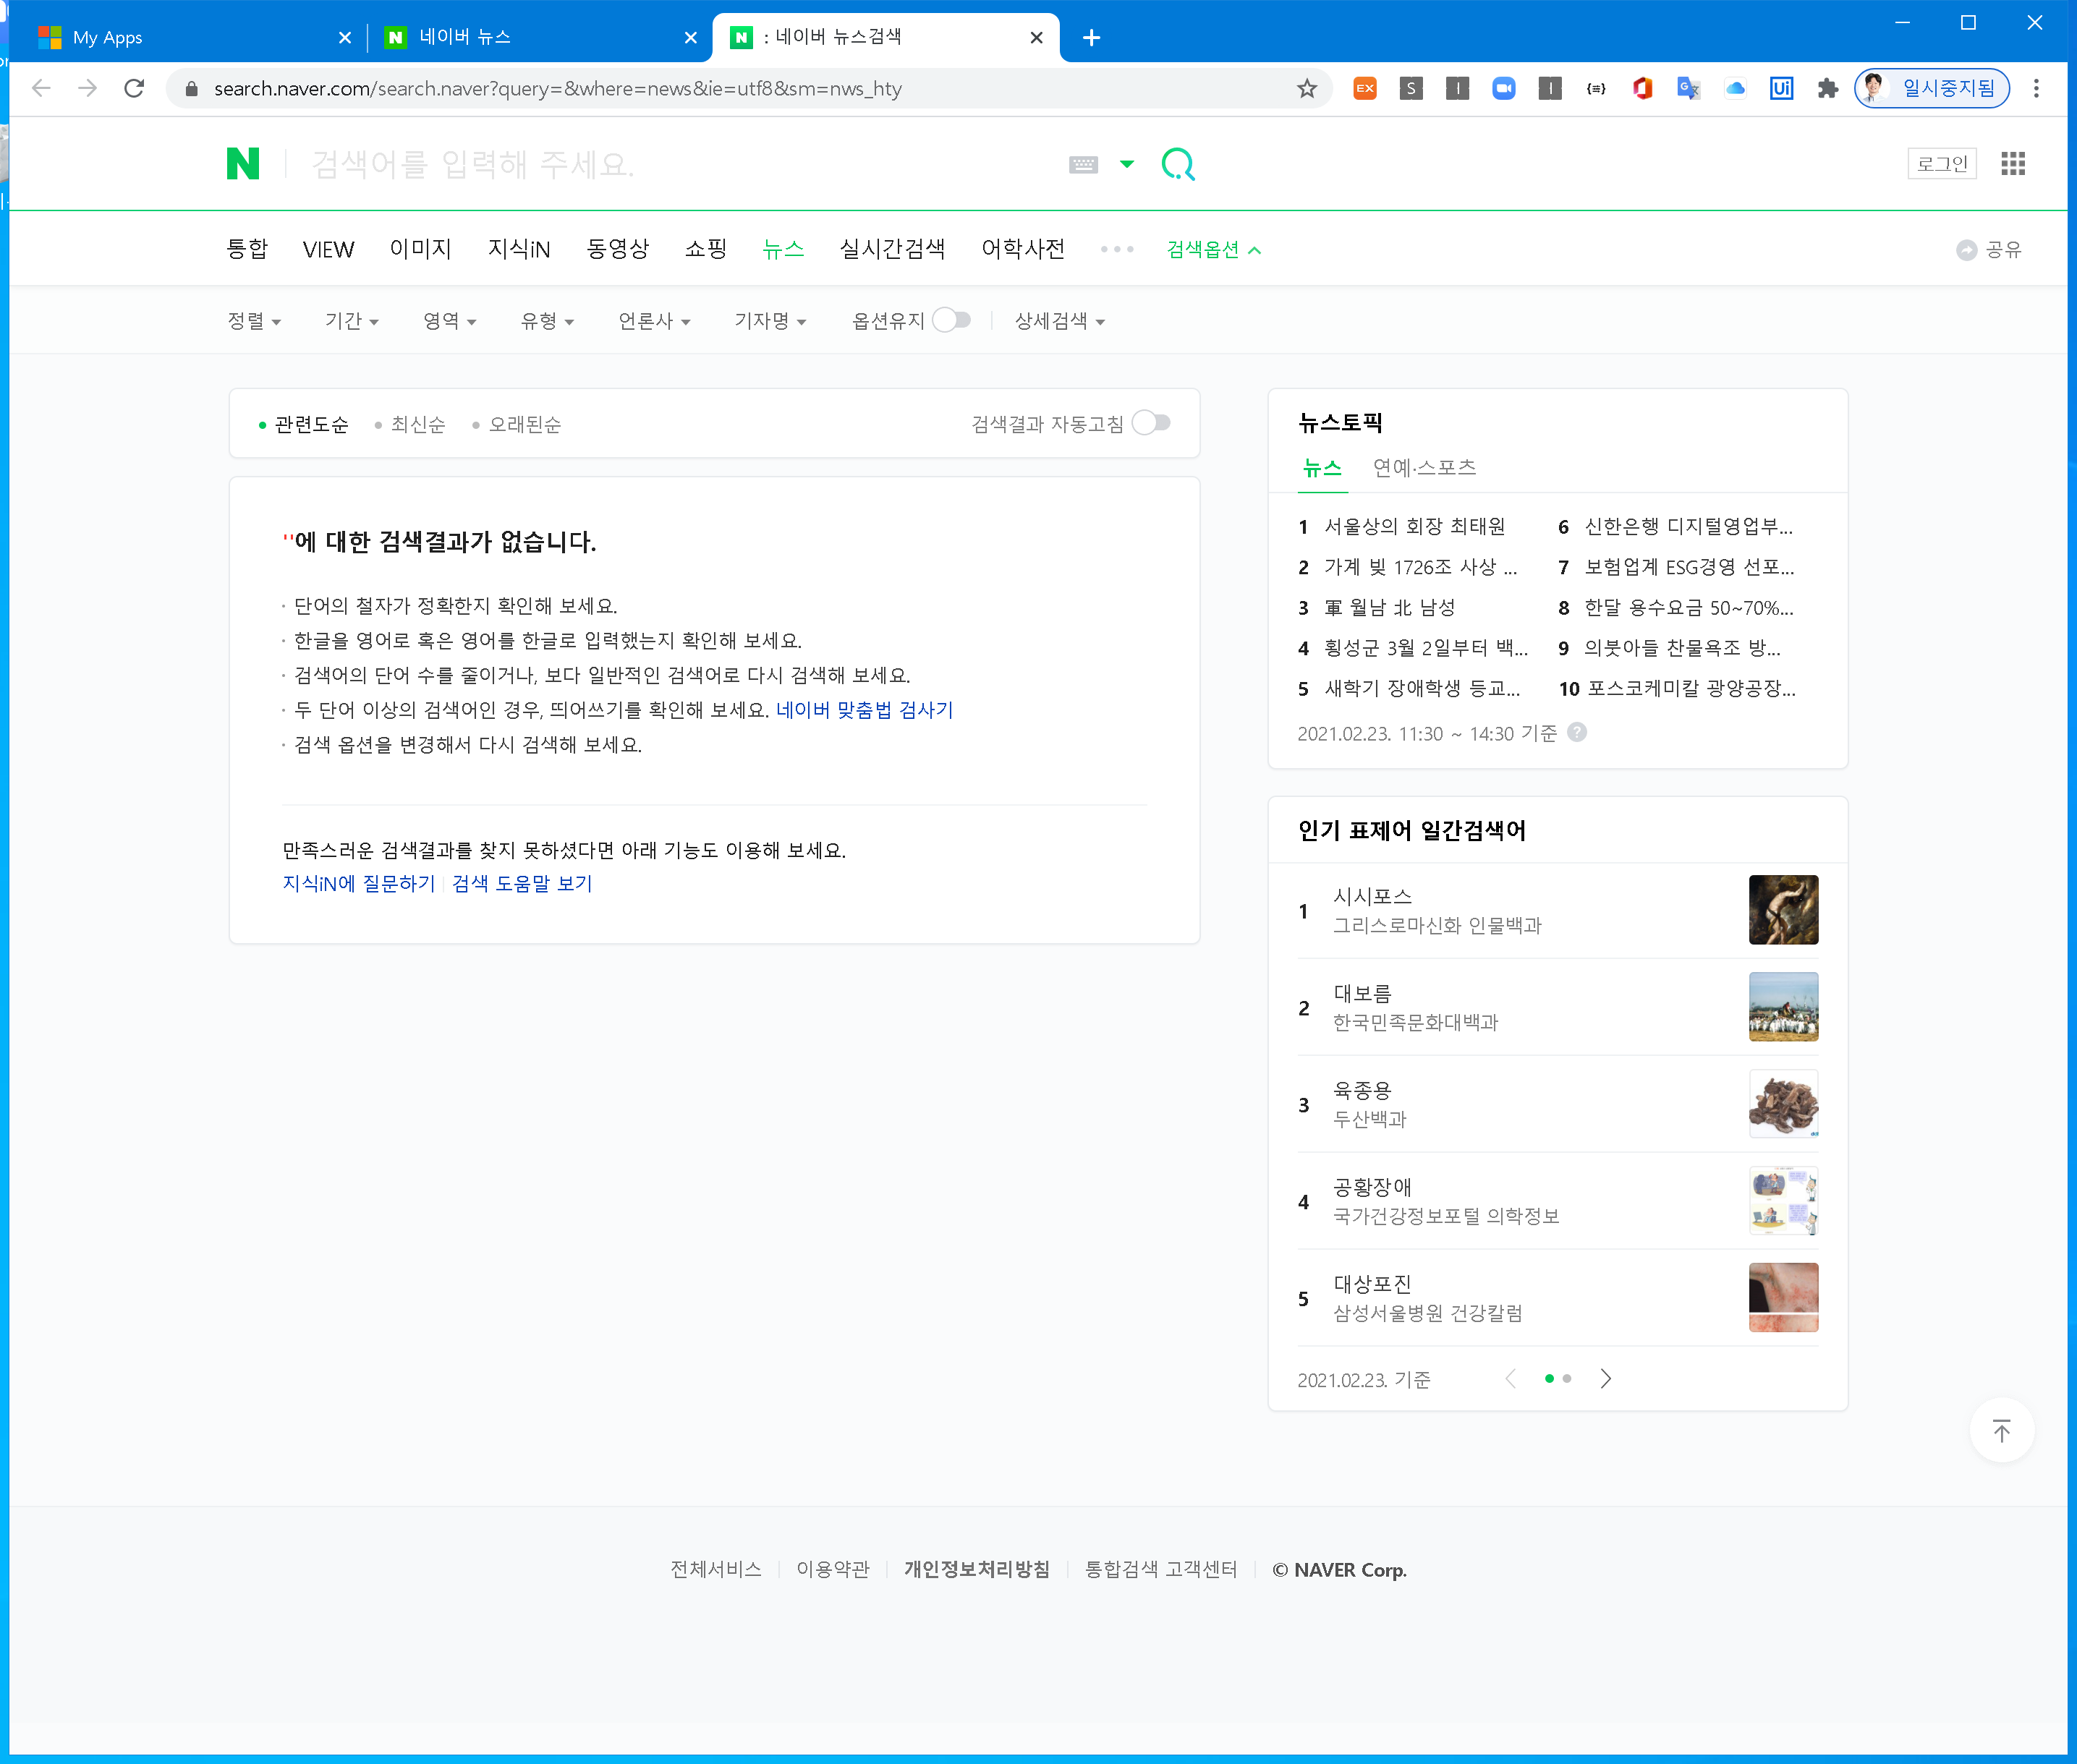 My Apps
네이버 뉴스
: 네이버 뉴스검색
search.naver.com/search.naver?query=&where=news&ie=utf8&sm=nws_hty
EX
S
I
I
{≡}
Ui
일시중지됨
N
검색어를 입력해 주세요.
로그인
통합 VIEW 이미지 지식iN 동영상 쇼핑 뉴스 실시간검색 어학사전 검색옵션
공유
정렬 기간 영역 유형 언론사 기자명 옵션유지 상세검색
관련도순 최신순 오래된순
검색결과 자동고침
''에 대한 검색결과가 없습니다.
· 단어의 철자가 정확한지 확인해 보세요.
· 한글을 영어로 혹은 영어를 한글로 입력했는지 확인해 보세요.
· 검색어의 단어 수를 줄이거나, 보다 일반적인 검색어로 다시 검색해 보세요.
· 두 단어 이상의 검색어인 경우, 띄어쓰기를 확인해 보세요. 네이버 맞춤법 검사기
· 검색 옵션을 변경해서 다시 검색해 보세요.
만족스러운 검색결과를 찾지 못하셨다면 아래 기능도 이용해 보세요.
지식iN에 질문하기 검색 도움말 보기
뉴스토픽
뉴스 연예·스포츠
1 서울상의 회장 최태원
2 가계 빚 1726조 사상 ...
3 軍 월남 北 남성
4 횡성군 3월 2일부터 백...
5 새학기 장애학생 등교...
6 신한은행 디지털영업부...
7 보험업계 ESG경영 선포...
8 한달 용수요금 50~70%...
9 의붓아들 찬물욕조 방...
10 포스코케미칼 광양공장...
2021.02.23. 11:30 ~ 14:30 기준 ?
인기 표제어 일간검색어
1 시시포스
그리스로마신화 인물백과
2 대보름
한국민족문화대백과
3 육종용
두산백과
4 공황장애
국가건강정보포털 의학정보
5 대상포진
삼성서울병원 건강칼럼
2021.02.23. 기준
전체서비스 이용약관 개인정보처리방침 통합검색 고객센터 © NAVER Corp.